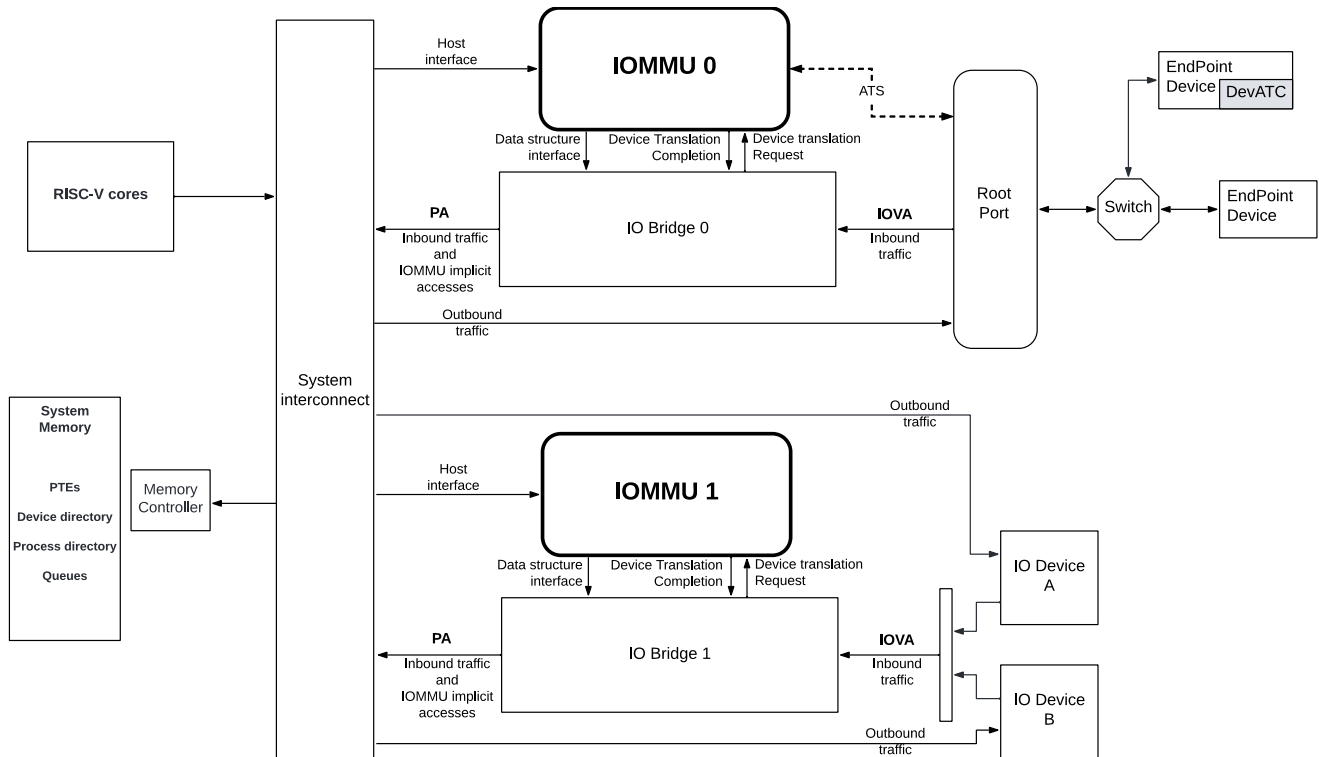 Host
interface
IOMMU 0
ATS
EndPoint
Device
DevATC
Data structure
interface
Device Translation
Completion
Device translation
Request
RISC-V cores
PA
Inbound traffic
and
IOMMU implicit
accesses
IO Bridge 0
IOVA
Inbound
traffic
Root
Port
Switch
EndPoint
Device
Outbound
traffic
System
interconnect
System
Memory
PTEs
Device directory
Process directory
Queues
Memory
Controller
Outbound
traffic
Host
interface
IOMMU 1
Data structure
interface
Device Translation
Completion
Device translation
Request
IO Device
A
PA
Inbound traffic
and
IOMMU implicit
accesses
IO Bridge 1
IOVA
Inbound
traffic
IO Device
B
Outbound
traffic